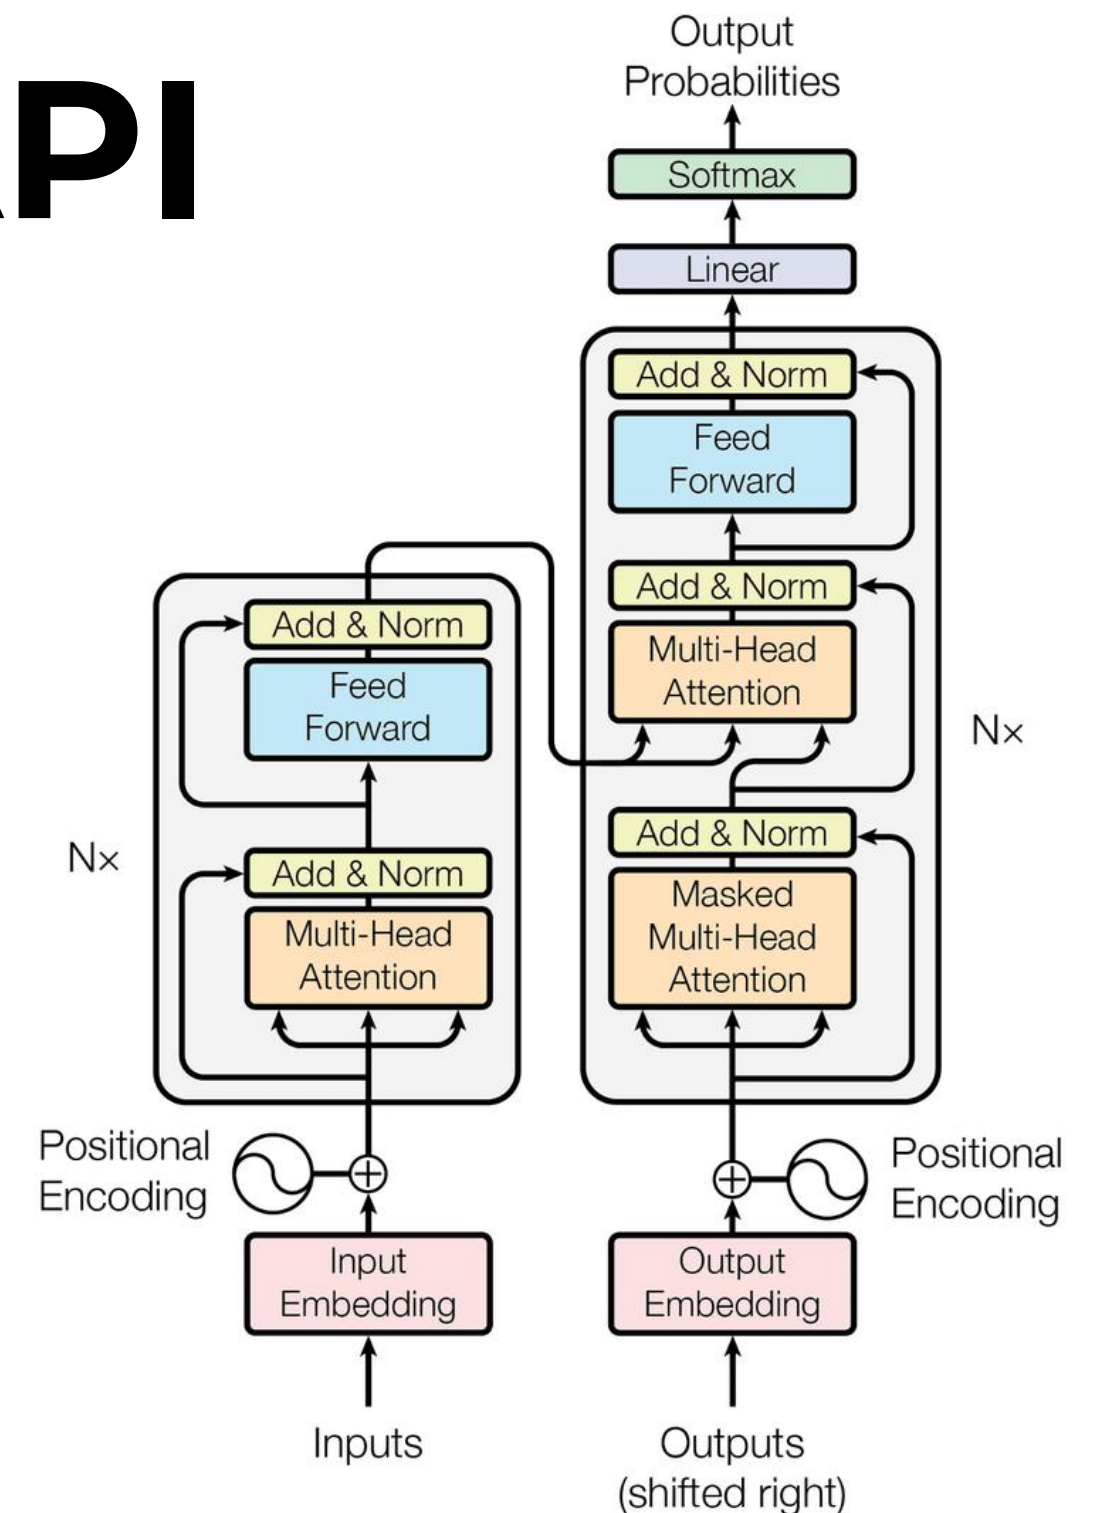 API
Output
Probabilities
Softmax
Linear
Add & Norm
Feed
Forward
Add & Norm
Multi-Head
Attention
Nx
Add & Norm
Masked
Multi-Head
Attention
Add & Norm
Feed
Forward
Nx
Add & Norm
Multi-Head
Attention
Positional
Encoding
Positional
Encoding
Input
Embedding
Output
Embedding
Inputs
Outputs
(shifted right)